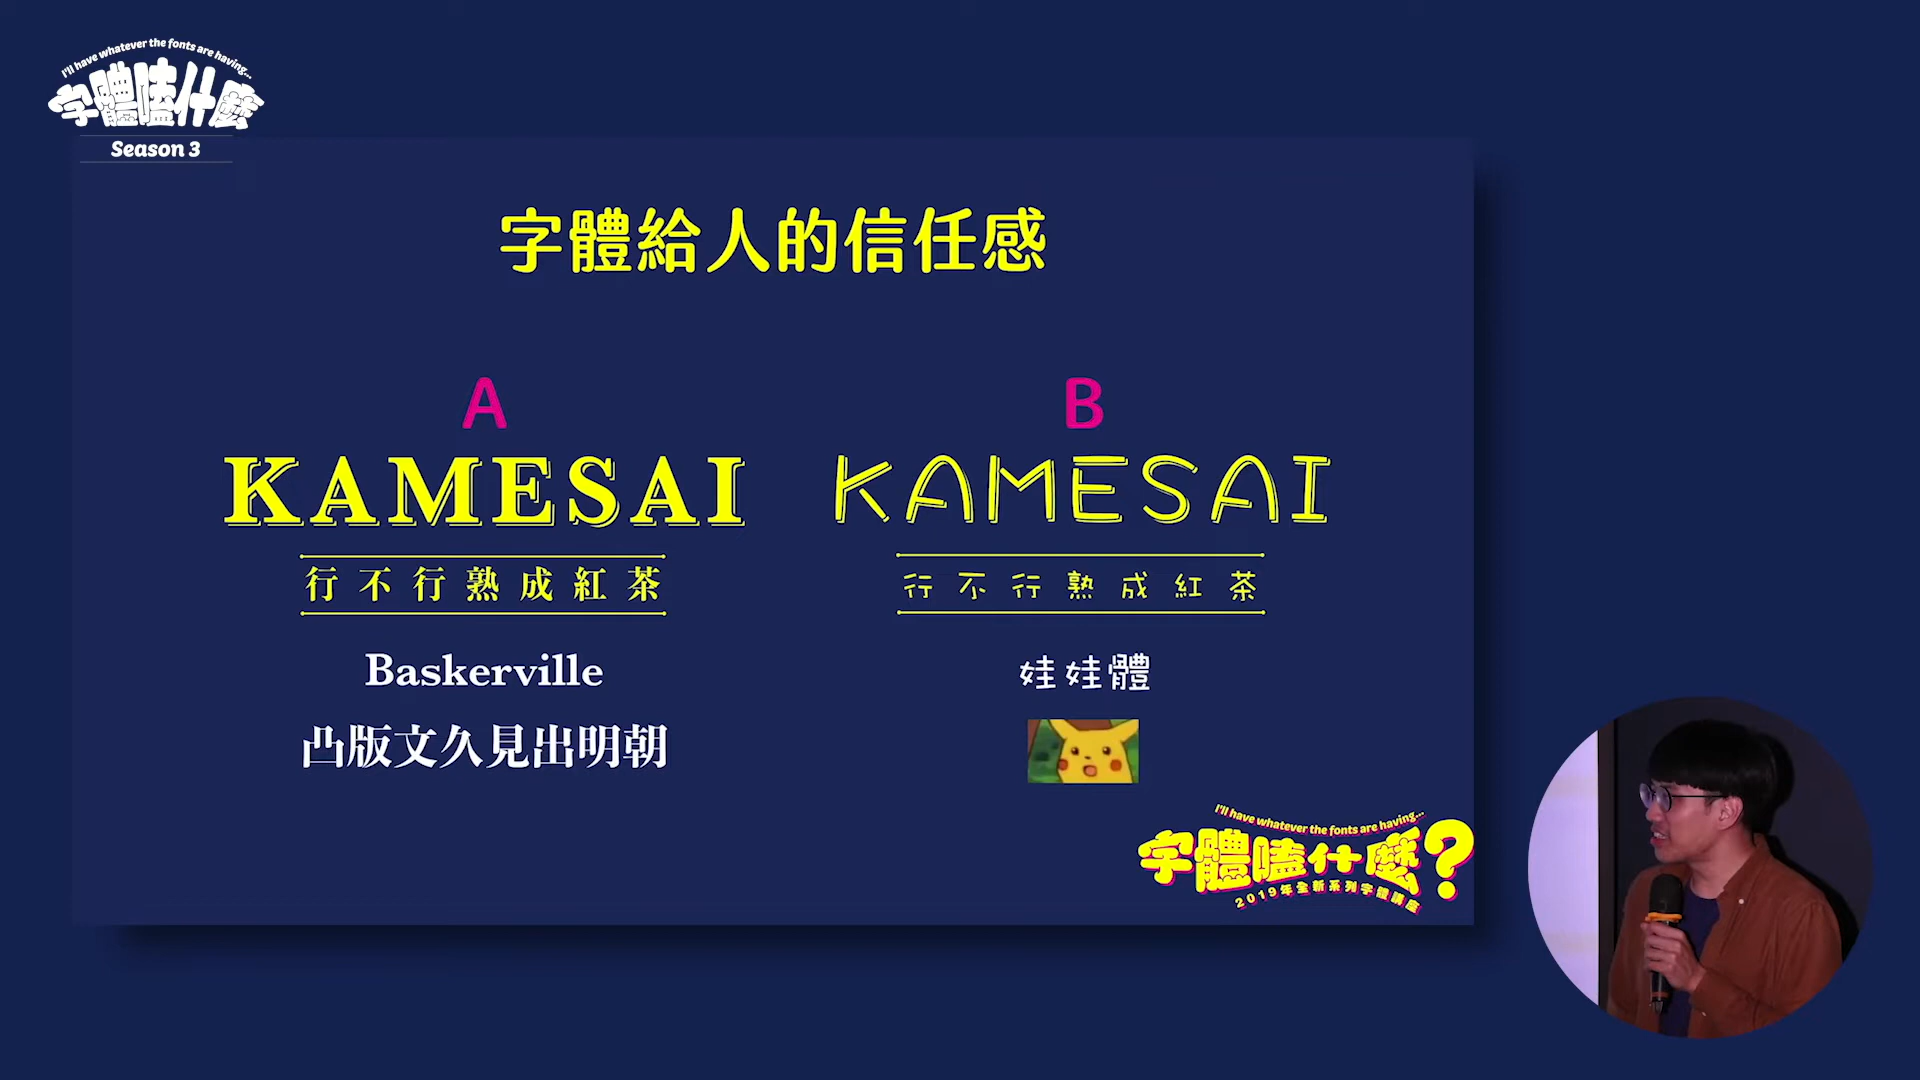 I'll have whatever the fonts are having...
字體嗑什麼
Season 3
字體給人的信任感
A
KAMESAI
行不行熟成紅茶
Baskerville
凸版文久見出明朝
B
KAMESAI
行不行熟成紅茶
娃娃體
I'll have whatever the fonts are having...
字體嗑什麼?
2019年全新系列字體講座